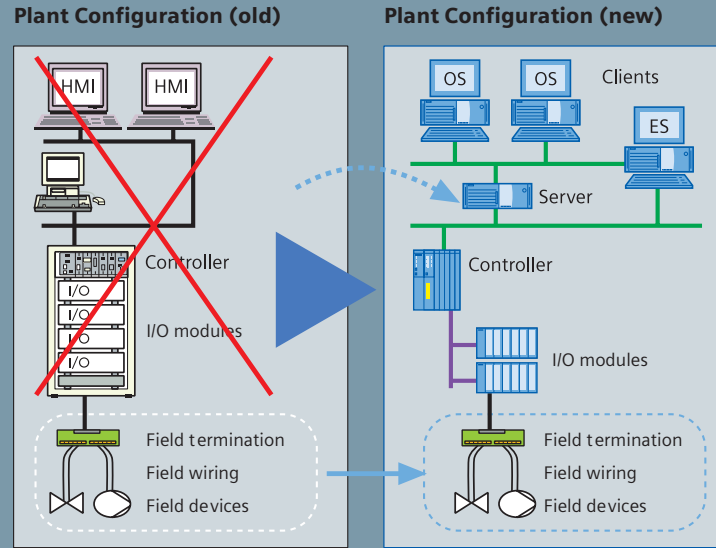 Plant Configuration (old)
HMI
HMI
Controller
I/O
I/O
I/O
I/O
I/O modules
Field termination
Field wiring
Field devices
Plant Configuration (new)
OS
OS
Clients
ES
Server
Controller
I/O modules
Field termination
Field wiring
Field devices